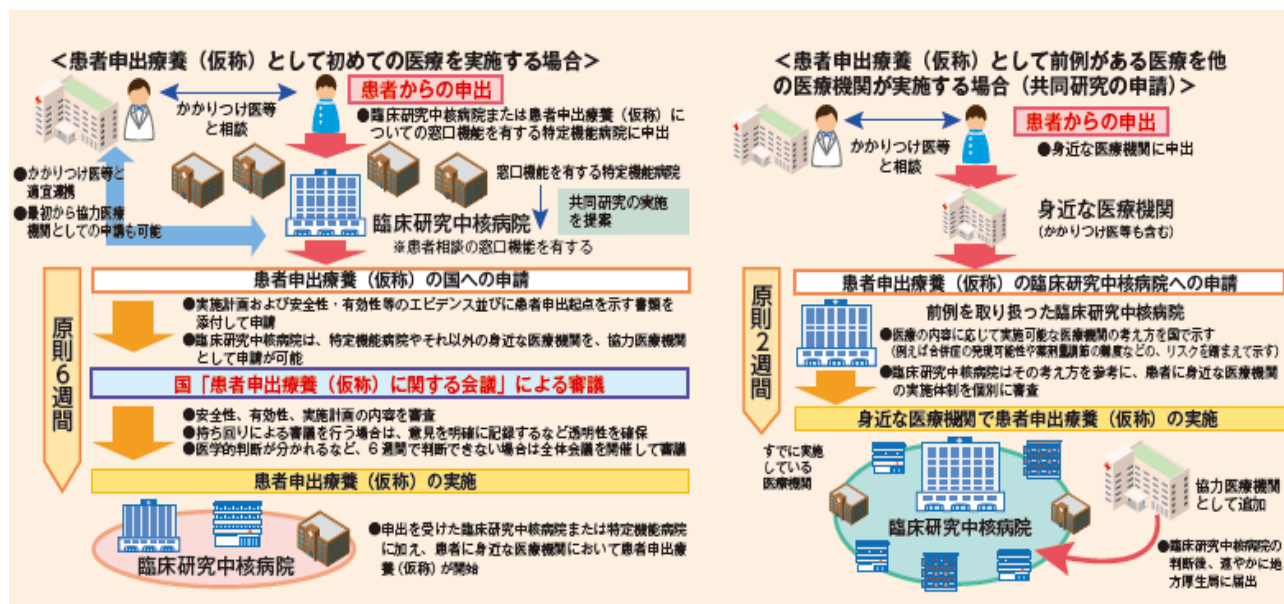 ＜患者申出療養（仮称）として初めての医療を実施する場合＞
かかりつけ医等
と相談
患者からの申出
●臨床研究中核病院または患者申出療養（仮称）に
ついての窓口機能を有する特定機能病院に申出
●かかりつけ医等と
適宜連携
●最初から協力医療
機関としての申請も可能
窓口機能を有する特定機能病院
共同研究の実施
を提案
臨床研究中核病院
※患者相談の窓口機能を有する
原則６週間
患者申出療養（仮称）の国への申請
●実施計画および安全性・有効性等のエビデンス並びに患者申出起点を示す書類を
添付して申請
●臨床研究中核病院は、特定機能病院やそれ以外の身近な医療機関を、協力医療機関
として申請が可能
国「患者申出療養（仮称）に関する会議」による審議
●安全性、有効性、実施計画の内容を審査
●持ち回りによる審議を行う場合は、意見を明確に記録するなど透明性を確保
●医学的判断が分かれるなど、６週間で判断できない場合は全体会議を開催して審議
患者申出療養（仮称）の実施
臨床研究中核病院
●申出を受けた臨床研究中核病院または特定機能病院
に加え、患者に身近な医療機関において患者申出療
養（仮称）が開始
＜患者申出療養（仮称）として前例がある医療を他
の医療機関が実施する場合（共同研究の申請）＞
かかりつけ医等
と相談
患者からの申出
●身近な医療機関に申出
身近な医療機関
（かかりつけ医等も含む）
原則２週間
患者申出療養（仮称）の臨床研究中核病院への申請
前例を取り扱った臨床研究中核病院
●医療の内容に応じて実施可能な医療機関の考え方を国で示す
（例えば合併症の発現可能性や薬剤量調節の難度などの、リスクを踏まえて示す）
●臨床研究中核病院はその考え方を参考に、患者に身近な医療機関
の実施体制を個別に審査
身近な医療機関で患者申出療養（仮称）の実施
すでに実施
している
医療機関
臨床研究中核病院
協力医療機関
として追加
●臨床研究中核病院の
判断後、速やかに地
方厚生局に届出